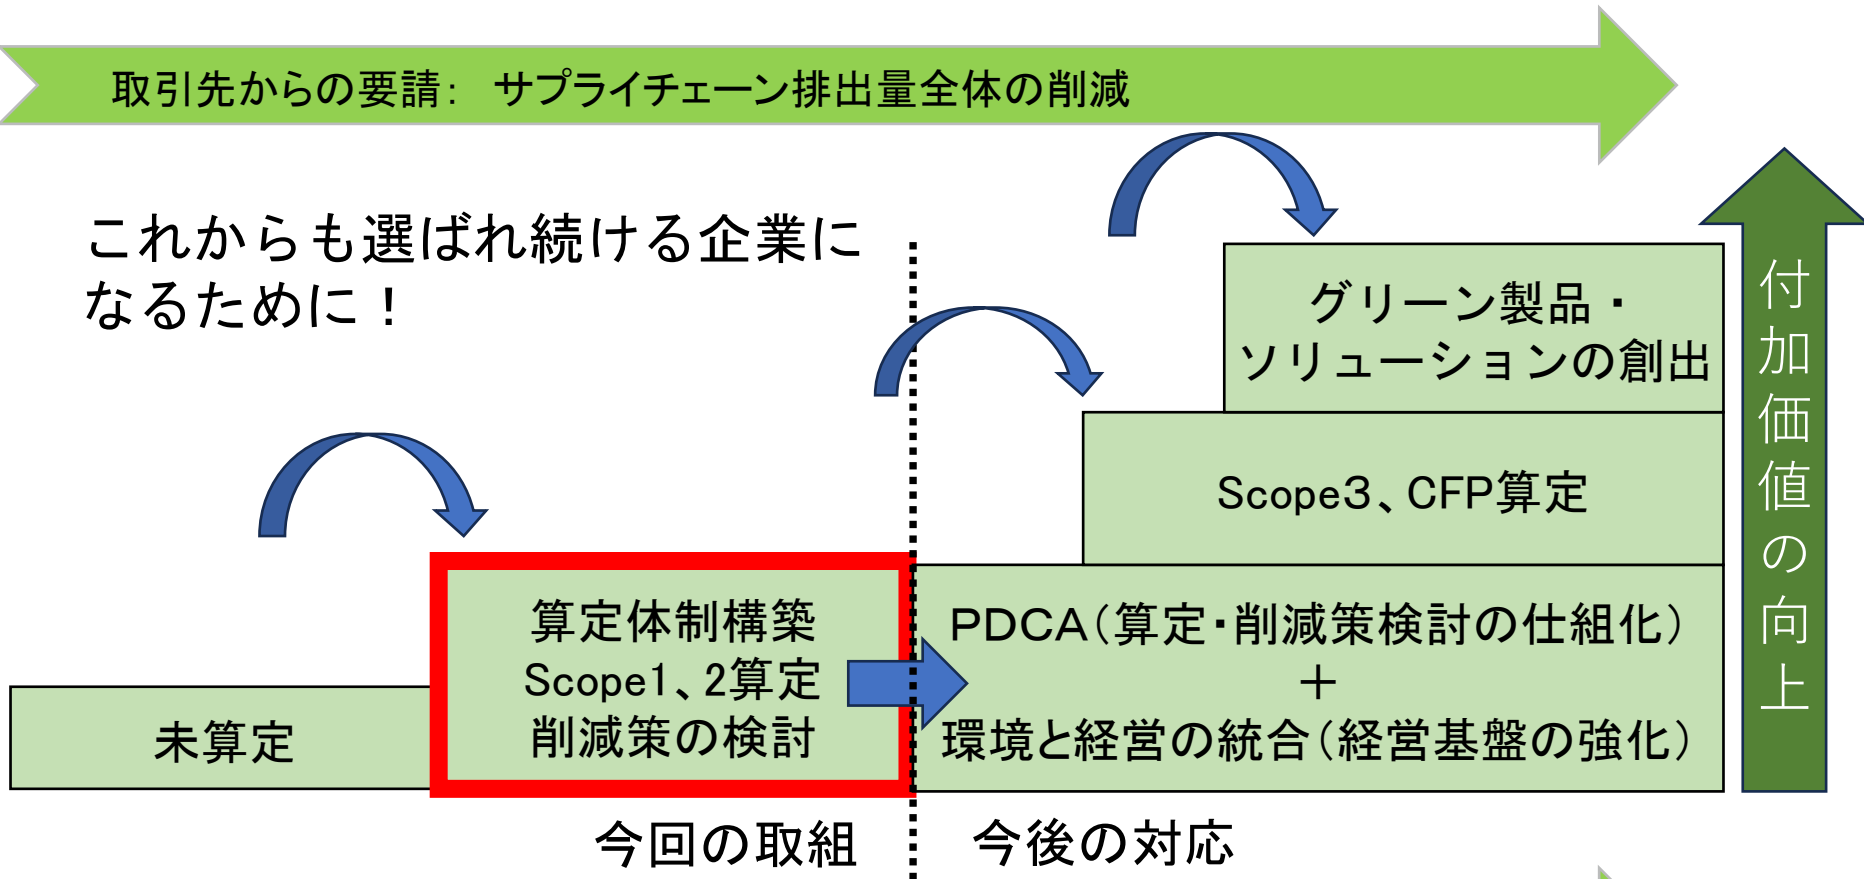 取引先からの要請： サプライチェーン排出量全体の削減
これからも選ばれ続ける企業に
なるために！
グリーン製品・
ソリューションの創出
Scope３、CFP算定
算定体制構築
Scope1、2算定
削減策の検討
PDCA（算定・削減策検討の仕組化）
＋
環境と経営の統合（経営基盤の強化）
未算定
付加価値の向上
今回の取組
今後の対応